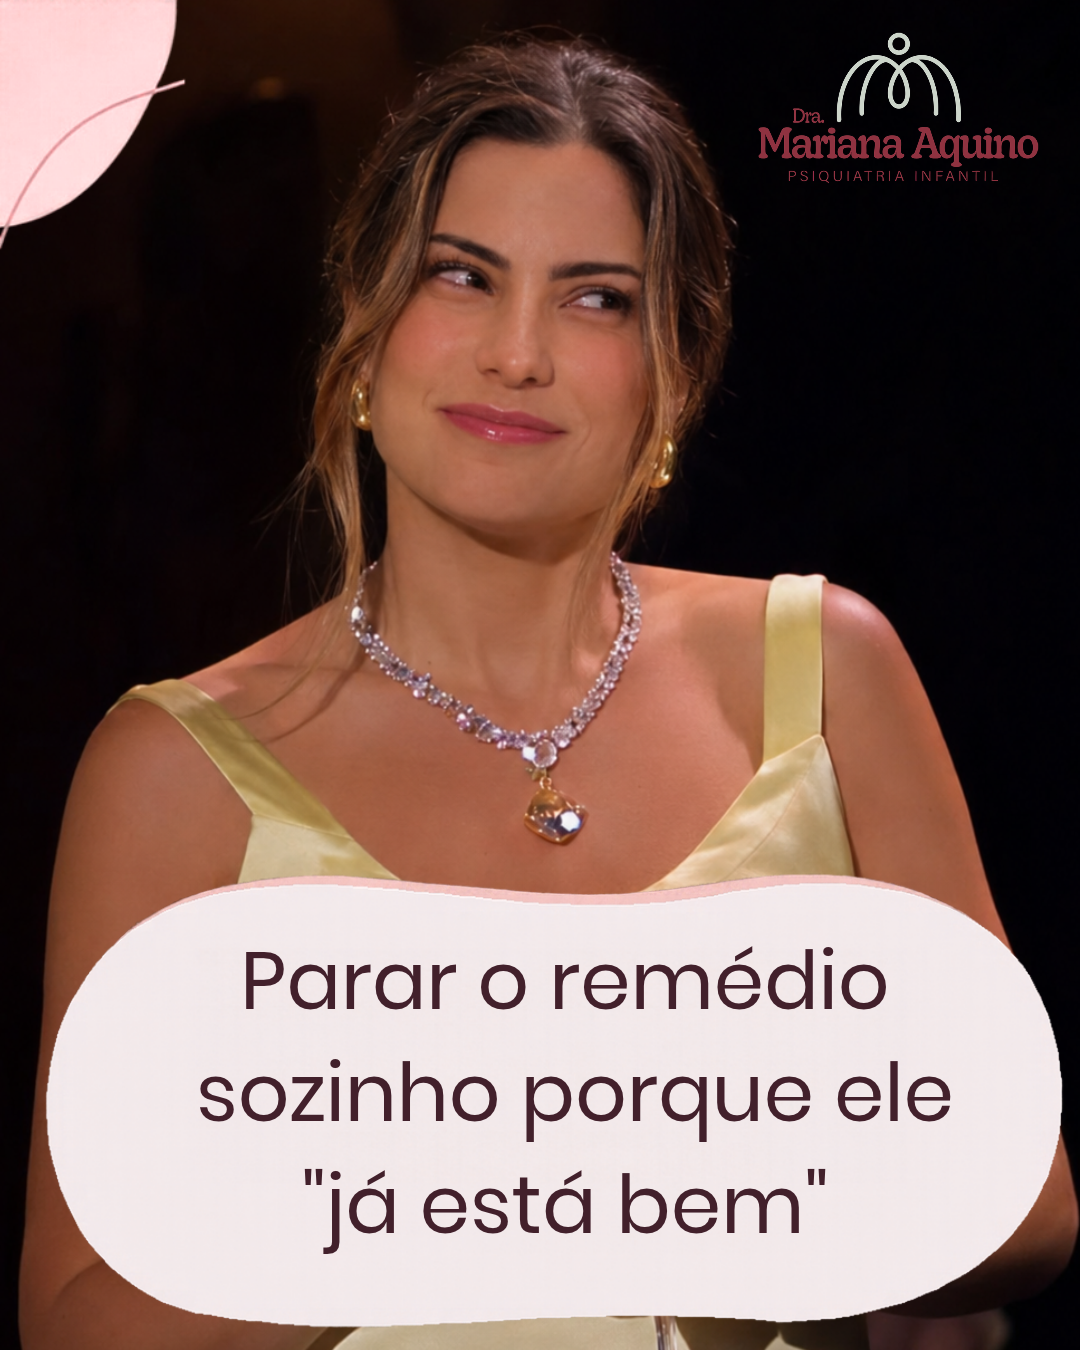 Dra.
Mariana Aquino
PSIQUIATRIA INFANTIL
Parar o remédio
sozinho porque ele
"já está bem"